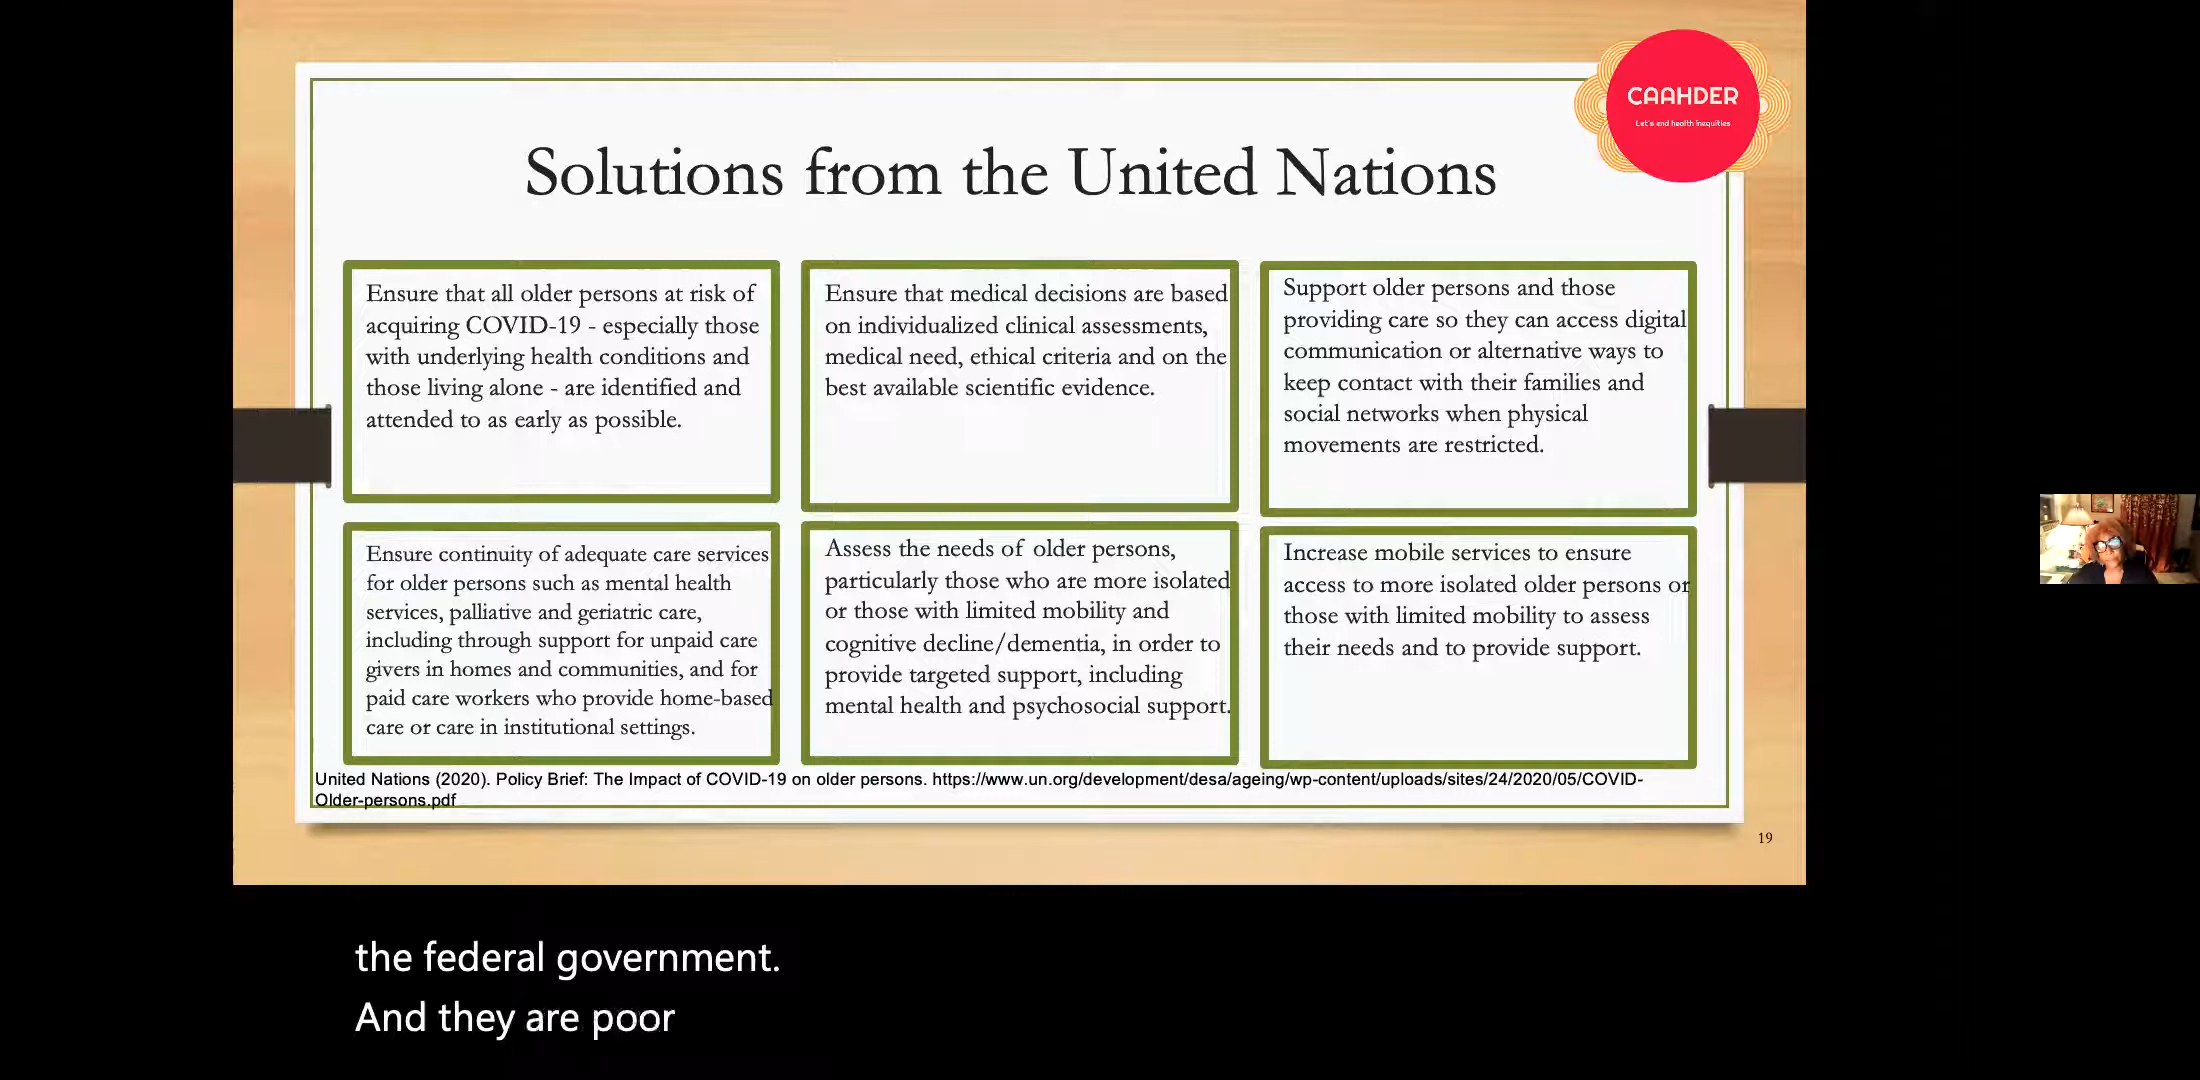 CAAHDER
Let's end health inequities
Solutions from the United Nations
Ensure that all older persons at risk of
acquiring COVID-19 - especially those
with underlying health conditions and
those living alone - are identified and
attended to as early as possible.
Ensure that medical decisions are based
on individualized clinical assessments,
medical need, ethical criteria and on the
best available scientific evidence.
Support older persons and those
providing care so they can access digital
communication or alternative ways to
keep contact with their families and
social networks when physical
movements are restricted.
Ensure continuity of adequate care services
for older persons such as mental health
services, palliative and geriatric care,
including through support for unpaid care
givers in homes and communities, and for
paid care workers who provide home-based
care or care in institutional settings.
Assess the needs of older persons,
particularly those who are more isolated
or those with limited mobility and
cognitive decline/dementia, in order to
provide targeted support, including
mental health and psychosocial support.
Increase mobile services to ensure
access to more isolated older persons or
those with limited mobility to assess
their needs and to provide support.
United Nations (2020). Policy Brief: The Impact of COVID-19 on older persons. https://www.un.org/development/desa/ageing/wp-content/uploads/sites/24/2020/05/COVID-
Older-persons.pdf
19
the federal government.
And they are poor